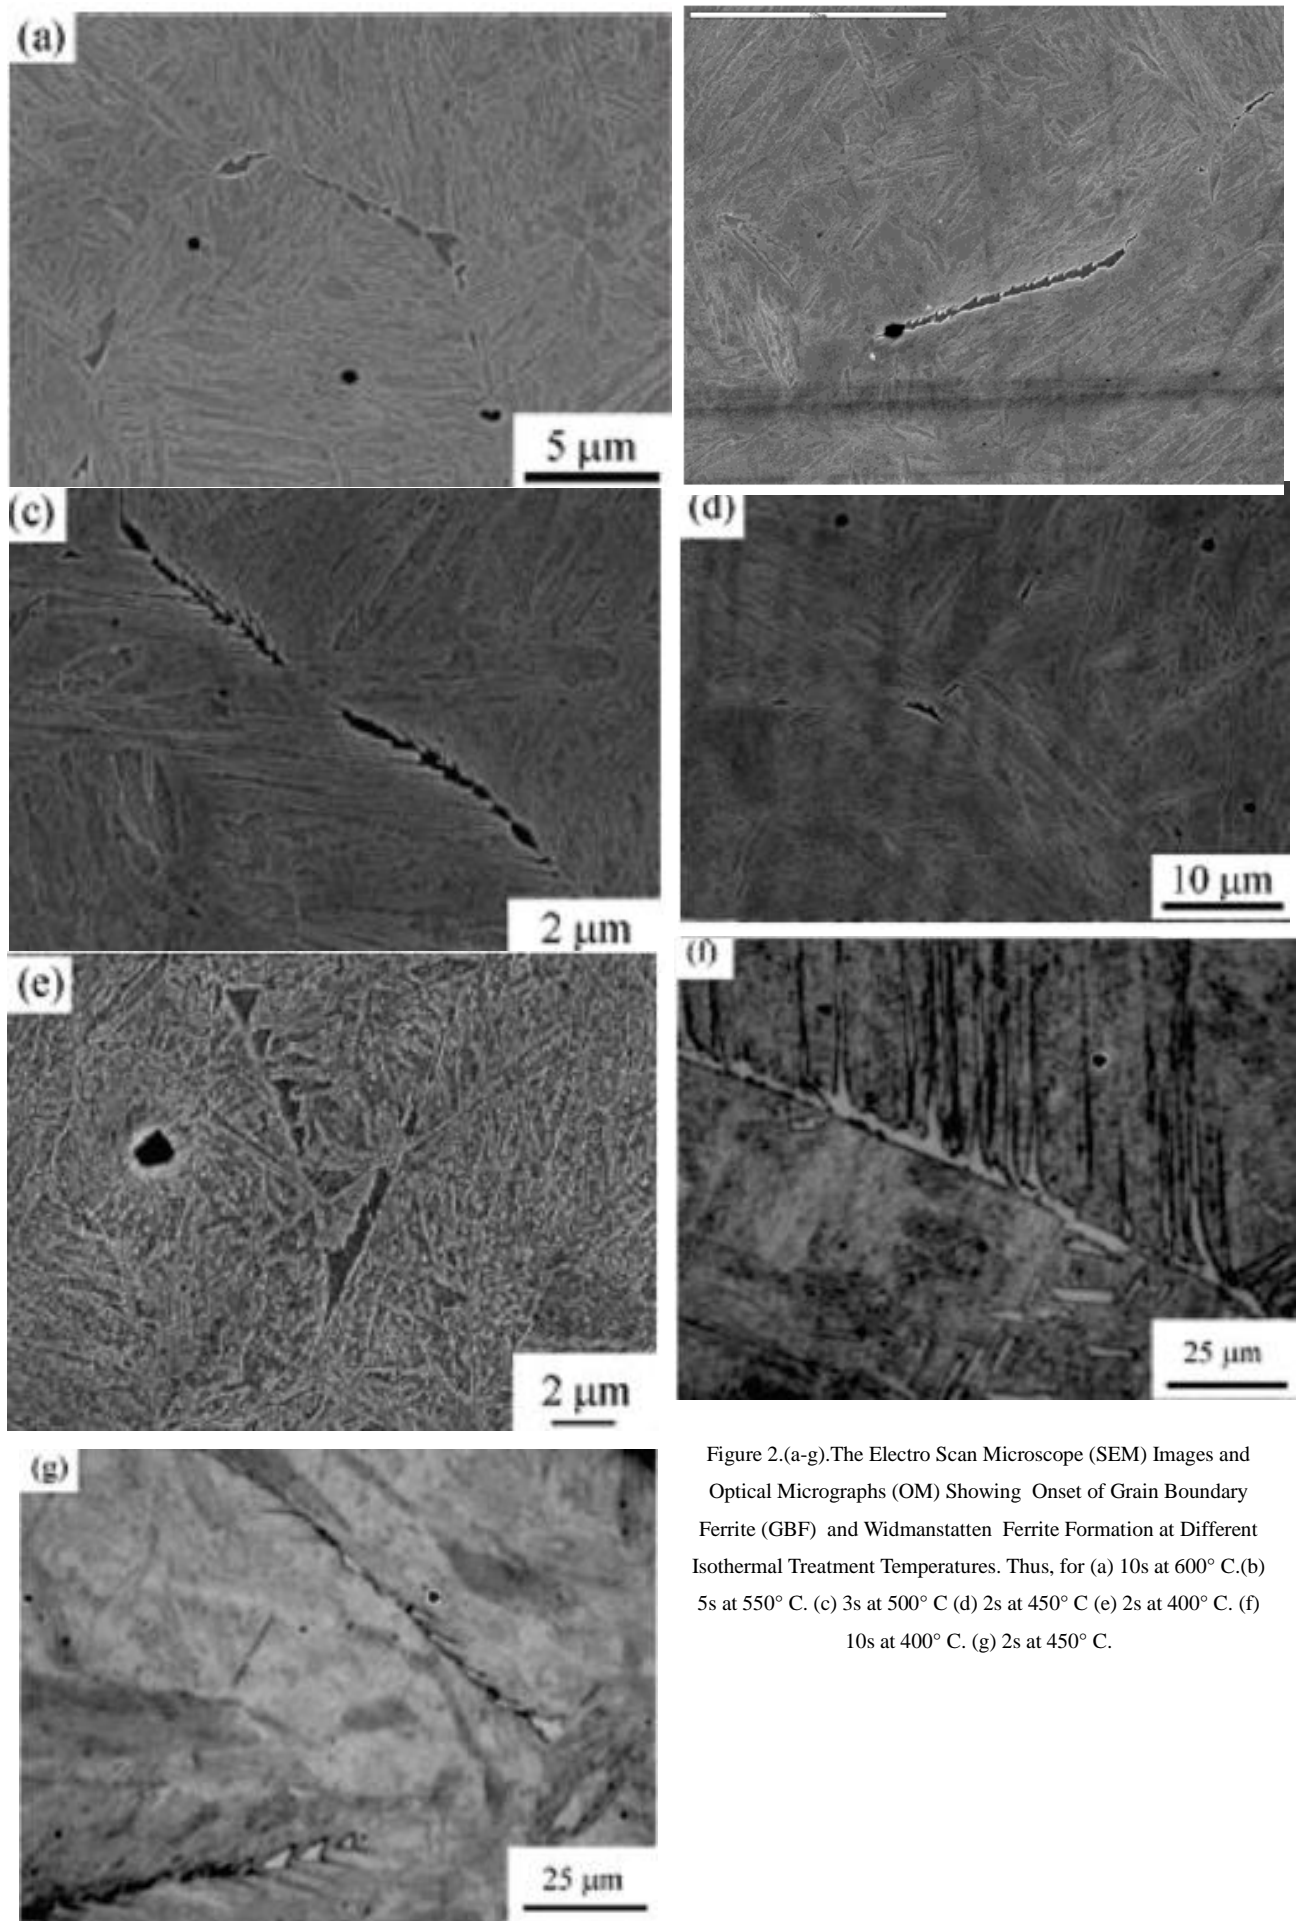 (a)
5 μm
(c)
2 μm
(d)
10 μm
(e)
2 μm
(f)
25 μm
(g)
25 μm
Figure 2.(a-g).The Electro Scan Microscope (SEM) Images and
Optical Micrographs (OM) Showing Onset of Grain Boundary
Ferrite (GBF) and Widmanstatten Ferrite Formation at Different
Isothermal Treatment Temperatures. Thus, for (a) 10s at 600° C.(b)
5s at 550° C. (c) 3s at 500° C (d) 2s at 450° C (e) 2s at 400° C. (f)
10s at 400° C. (g) 2s at 450° C.